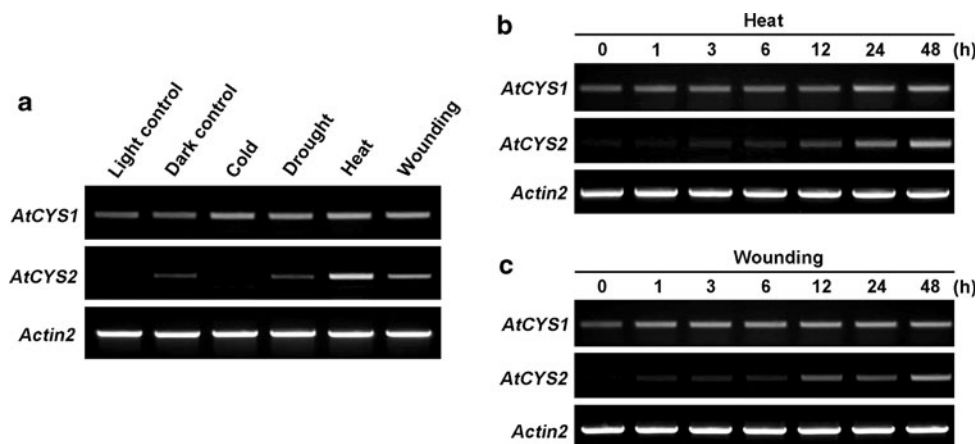 a
Light control
Dark control
Cold
Drought
Heat
Wounding
AtCYS1
AtCYS2
Actin2
b
Heat
0 1 3 6 12 24 48 (h)
AtCYS1
AtCYS2
Actin2
c
Wounding
0 1 3 6 12 24 48 (h)
AtCYS1
AtCYS2
Actin2